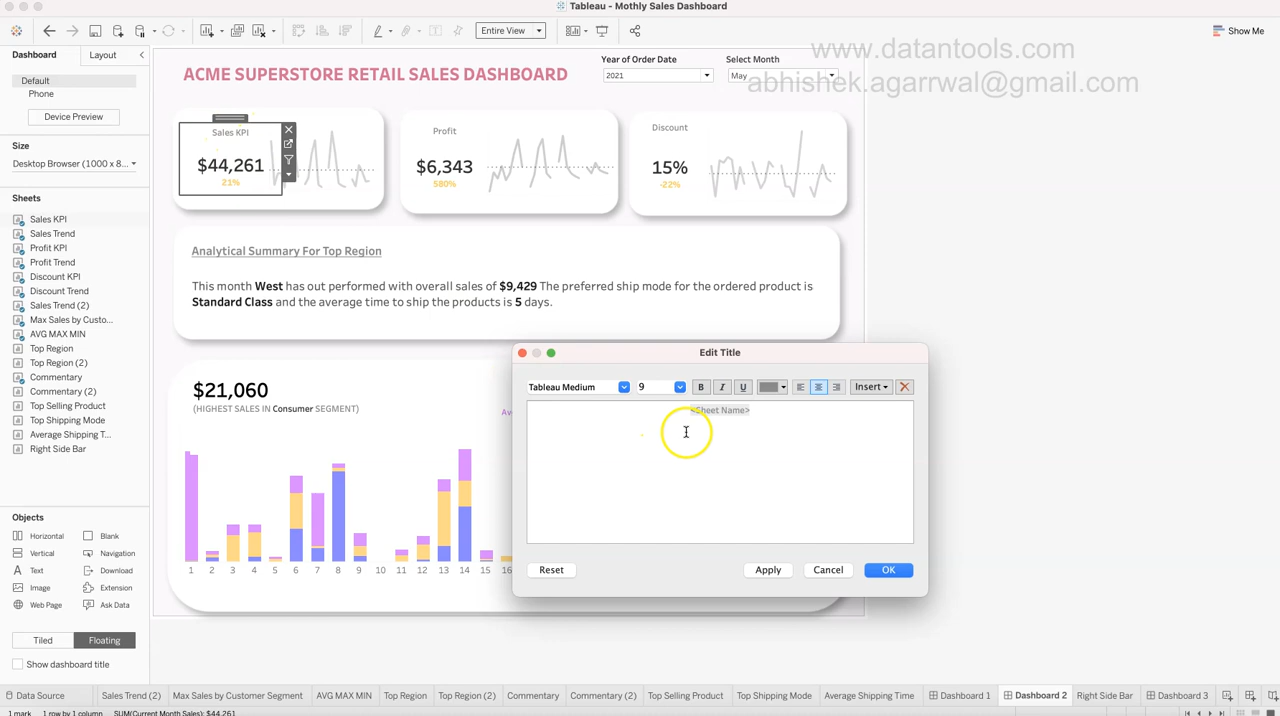 Tableau - Mothly Sales Dashboard
Entire View
Show Me
www.datantools.com
abhishek.agarrwal@gmail.com
Dashboard
Layout
Default
Phone
Device Preview
Size
Desktop Browser (1000 x 8...
Sheets
Sales KPI
Sales Trend
Profit KPI
Profit Trend
Discount KPI
Discount Trend
Sales Trend (2)
Max Sales by Custo...
AVG MAX MIN
Top Region
Top Region (2)
Commentary
Commentary (2)
Top Selling Product
Top Shipping Mode
Average Shipping T...
Right Side Bar
Objects
Horizontal
Blank
Vertical
Navigation
Text
Download
Image
Extension
Web Page
Ask Data
Tiled
Floating
Show dashboard title
ACME SUPERSTORE RETAIL SALES DASHBOARD
Year of Order Date
2021
Select Month
May
Sales KPI
$44,261
21%
Profit
$6,343
580%
Discount
15%
-22%
Analytical Summary For Top Region
This month West has out performed with overall sales of $9,429 The preferred ship mode for the ordered product is
Standard Class and the average time to ship the products is 5 days.
$21,060
(HIGHEST SALES IN Consumer SEGMENT)
1 2 3 4 5 6 7 8 9 10 11 12 13 14 15 16
Edit Title
Tableau Medium
9
B I U
Insert
<Sheet Name>
Reset
Apply
Cancel
OK
Data Source
Sales Trend (2)
Max Sales by Customer Segment
AVG MAX MIN
Top Region
Top Region (2)
Commentary
Commentary (2)
Top Selling Product
Top Shipping Mode
Average Shipping Time
Dashboard 1
Dashboard 2
Right Side Bar
Dashboard 3
1 mark
1 row by 1 column
SUM(Current Month Sales): $44,261